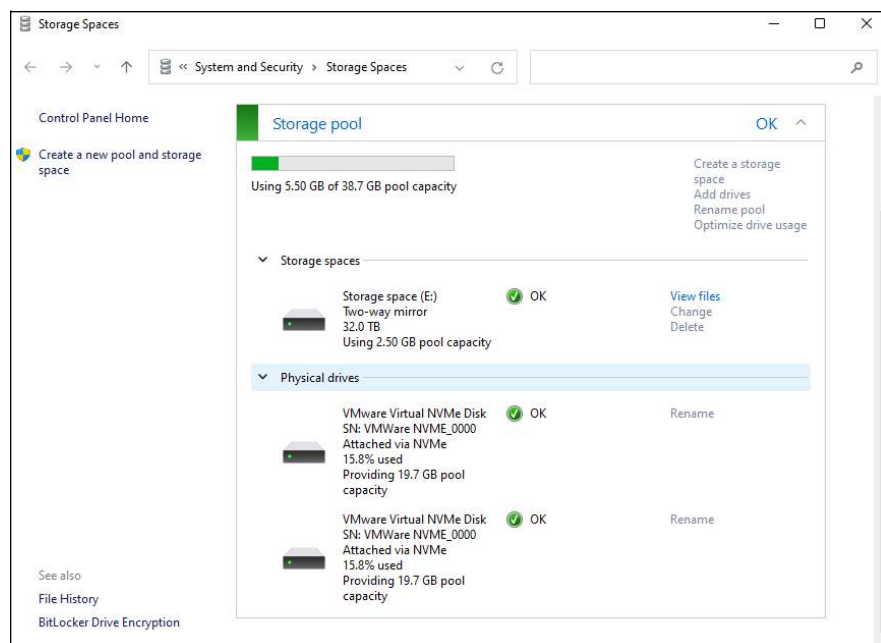 Storage Spaces
« System and Security › Storage Spaces
Control Panel Home
Create a new pool and storage
space
Storage pool
OK
Using 5.50 GB of 38.7 GB pool capacity
Create a storage
space
Add drives
Rename pool
Optimize drive usage
Storage spaces
Storage space (E:)
Two-way mirror
32.0 TB
Using 2.50 GB pool capacity
OK
View files
Change
Delete
Physical drives
VMware Virtual NVMe Disk
SN: VMWare NVME_0000
Attached via NVMe
15.8% used
Providing 19.7 GB pool
capacity
OK
Rename
VMware Virtual NVMe Disk
SN: VMWare NVME_0000
Attached via NVMe
15.8% used
Providing 19.7 GB pool
capacity
OK
Rename
See also
File History
BitLocker Drive Encryption